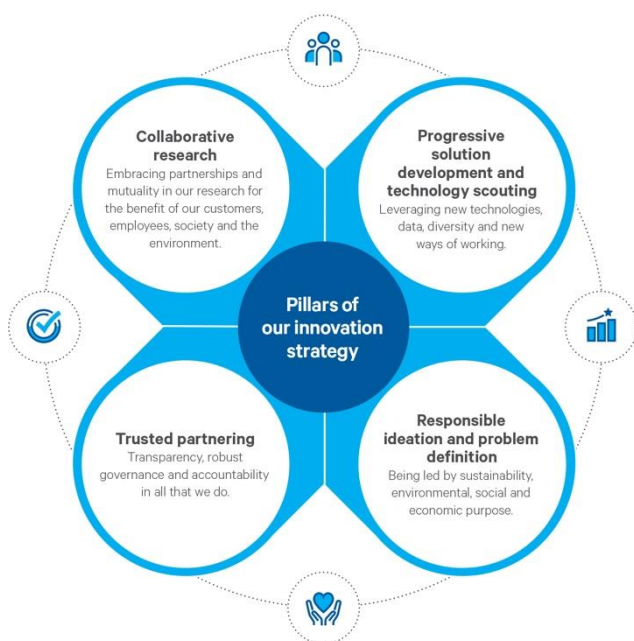 Collaborative
research
Embracing partnerships and
mutuality in our research for
the benefit of our customers,
employees, society and the
environment.
Progressive
solution
development and
technology scouting
Leveraging new technologies,
data, diversity and new
ways of working.
Pillars of
our innovation
strategy
Trusted partnering
Transparency, robust
governance and accountability
in all that we do.
Responsible
ideation and problem
definition
Being led by sustainability,
environmental, social and
economic purpose.